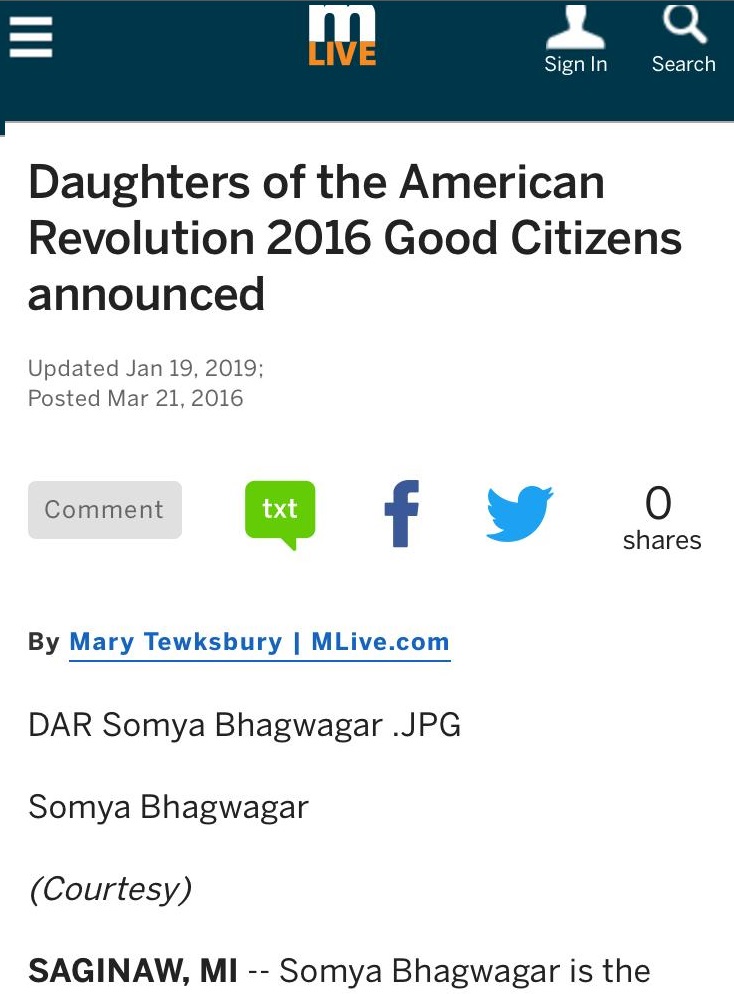 m
LIVE
Sign In
Search
Daughters of the American
Revolution 2016 Good Citizens
announced
Updated Jan 19, 2019;
Posted Mar 21, 2016
Comment
txt
f
0
shares
By Mary Tewksbury | MLive.com
DAR Somya Bhagwagar .JPG
Somya Bhagwagar
(Courtesy)
SAGINAW, MI -- Somya Bhagwagar is the